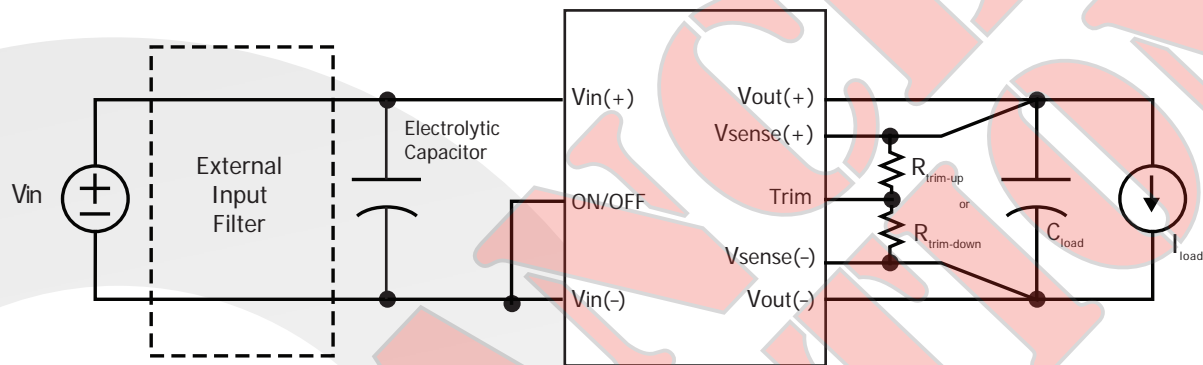 Vin
External
Input
Filter
Electrolytic
Capacitor
Vin(+)
ON/OFF
Vin(–)
Vout(+)
Vsense(+)
Trim
Vsense(–)
Vout(–)
Rtrim-up
or
Rtrim-down
Cload
Iload